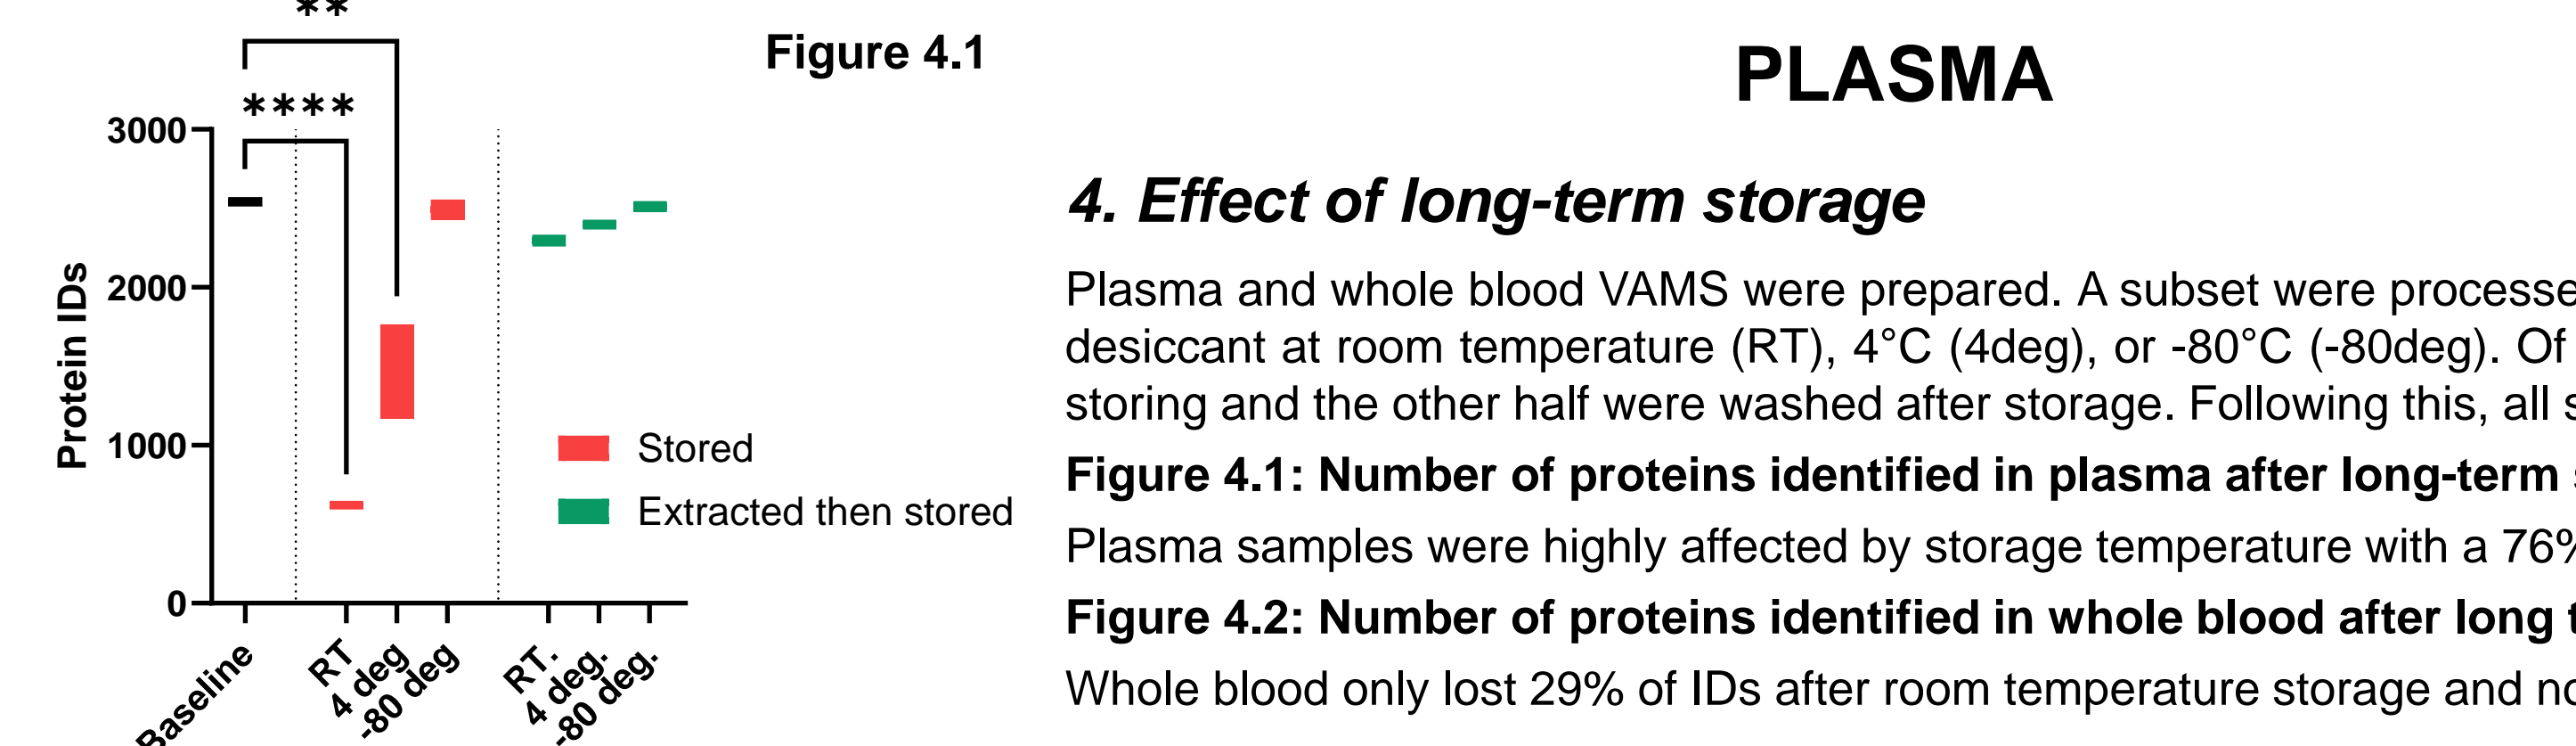 **
Figure 4.1
****
3000
2000
1000
0
Protein IDs
Stored
Extracted then stored
Baseline
RT
4 deg
-80 deg
RT.
4 deg.
-80 deg.
PLASMA
4. Effect of long-term storage
Plasma and whole blood VAMS were prepared. A subset were processe
desiccant at room temperature (RT), 4°C (4deg), or -80°C (-80deg). Of
storing and the other half were washed after storage. Following this, all s
Figure 4.1: Number of proteins identified in plasma after long-term s
Plasma samples were highly affected by storage temperature with a 76%
Figure 4.2: Number of proteins identified in whole blood after long t
Whole blood only lost 29% of IDs after room temperature storage and no